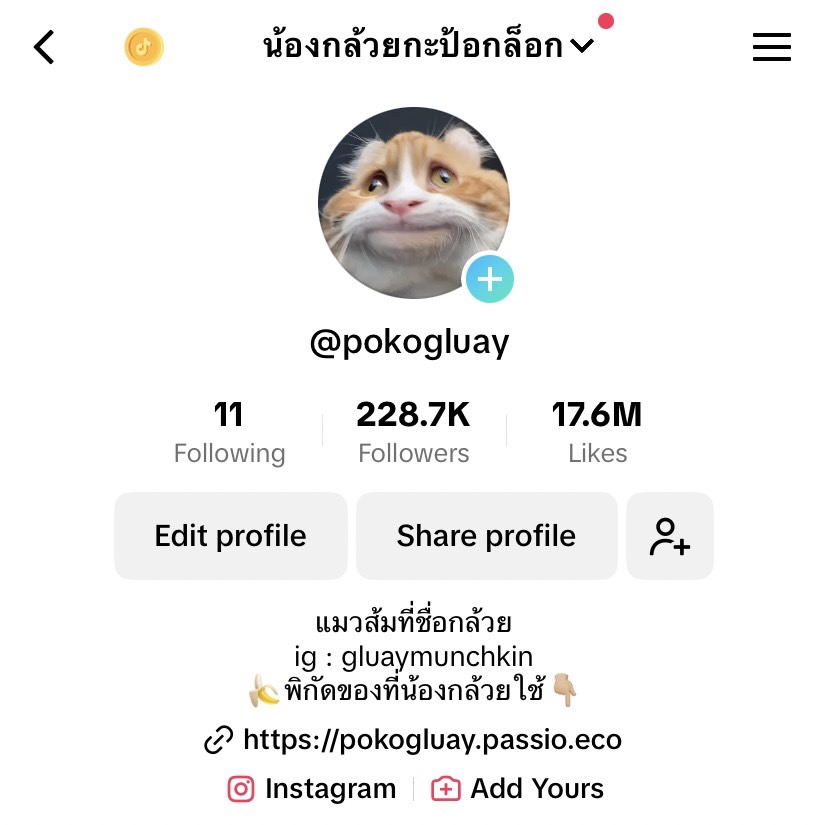 น้องกล้วยกะป้อกล็อก
@pokogluay
11 228.7K 17.6M
Following Followers Likes
Edit profile Share profile
แมวส้มที่ชื่อกล้วย
ig : gluaymunchkin
🍌พิกัดของที่น้องกล้วยใช้👇🏼
https://pokogluay.passio.eco
Instagram Add Yours